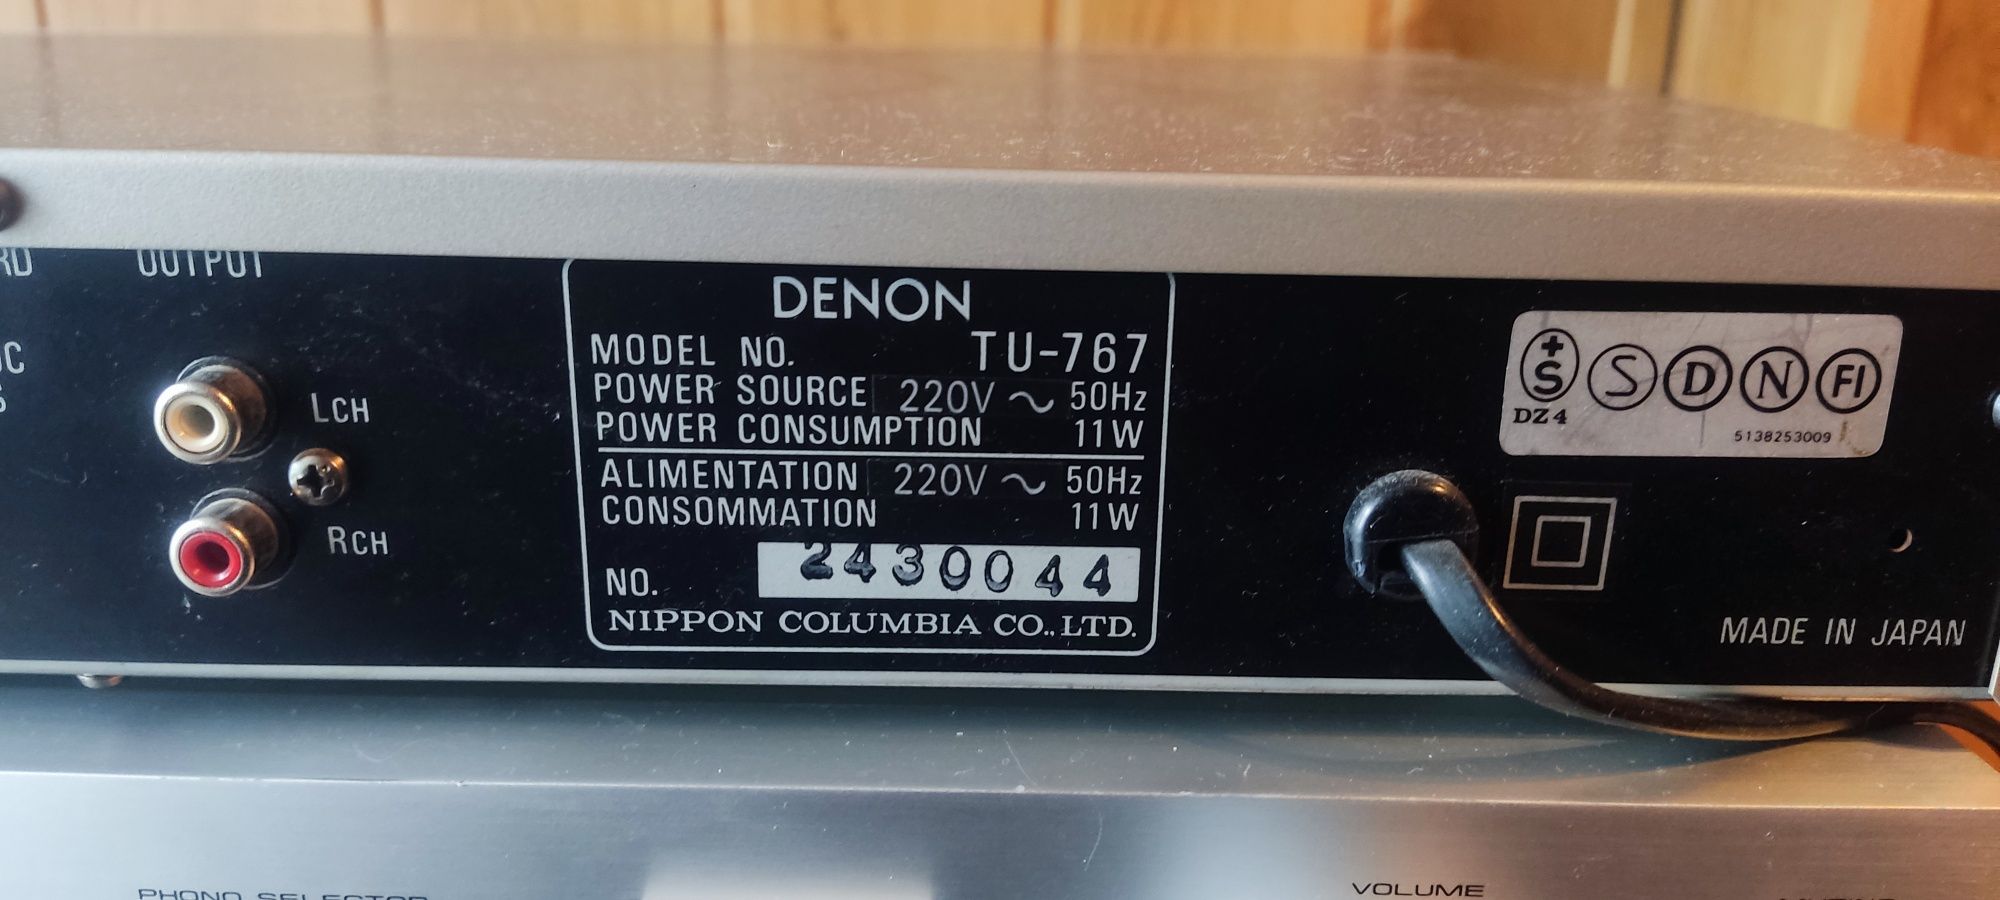 OUTPUT
LCH
RCH
DENON
MODEL NO. TU-767
POWER SOURCE 220V ~ 50Hz
POWER CONSUMPTION 11W
ALIMENTATION 220V ~ 50Hz
CONSOMMATION 11W
NO. 2430044
NIPPON COLUMBIA CO., LTD.
+S S D N FI
DZ4
5138253009
MADE IN JAPAN
PHONO SELECTOR
VOLUME